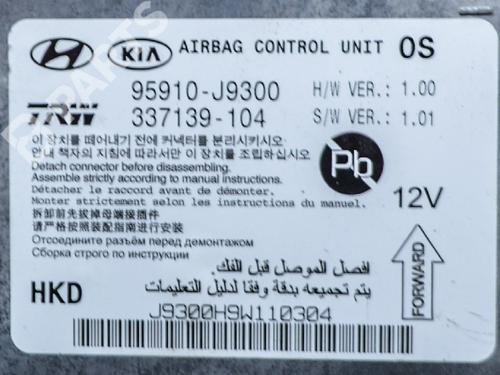 HYUNDAI KIA AIRBAG CONTROL UNIT OS
95910-J9300 H/W VER.: 1.00
TRW 337139-104 S/W VER.: 1.01
이 장치를 떼어내기 전에 커넥터를 분리시키시오
안내 책자의 지침에 따라서만 이 장치를 조립하십시오
Detach connector before disassembling.
Assemble strictly according to manual instructions.
Détacher le raccord avant de démonter.
Monter strictement selon les instructions du manuel.
拆卸前先拔掉母端接插件
请严格按照装配指南进行安装
Отсоедините разъём перед демонтажом
Сборка строго по инструкции
Pb
12V
FORWARD
افصل الموصل قبل الفك.
يتم تجميعه بدقة وفقا لدليل التعليمات
HKD
J9300H9W110304